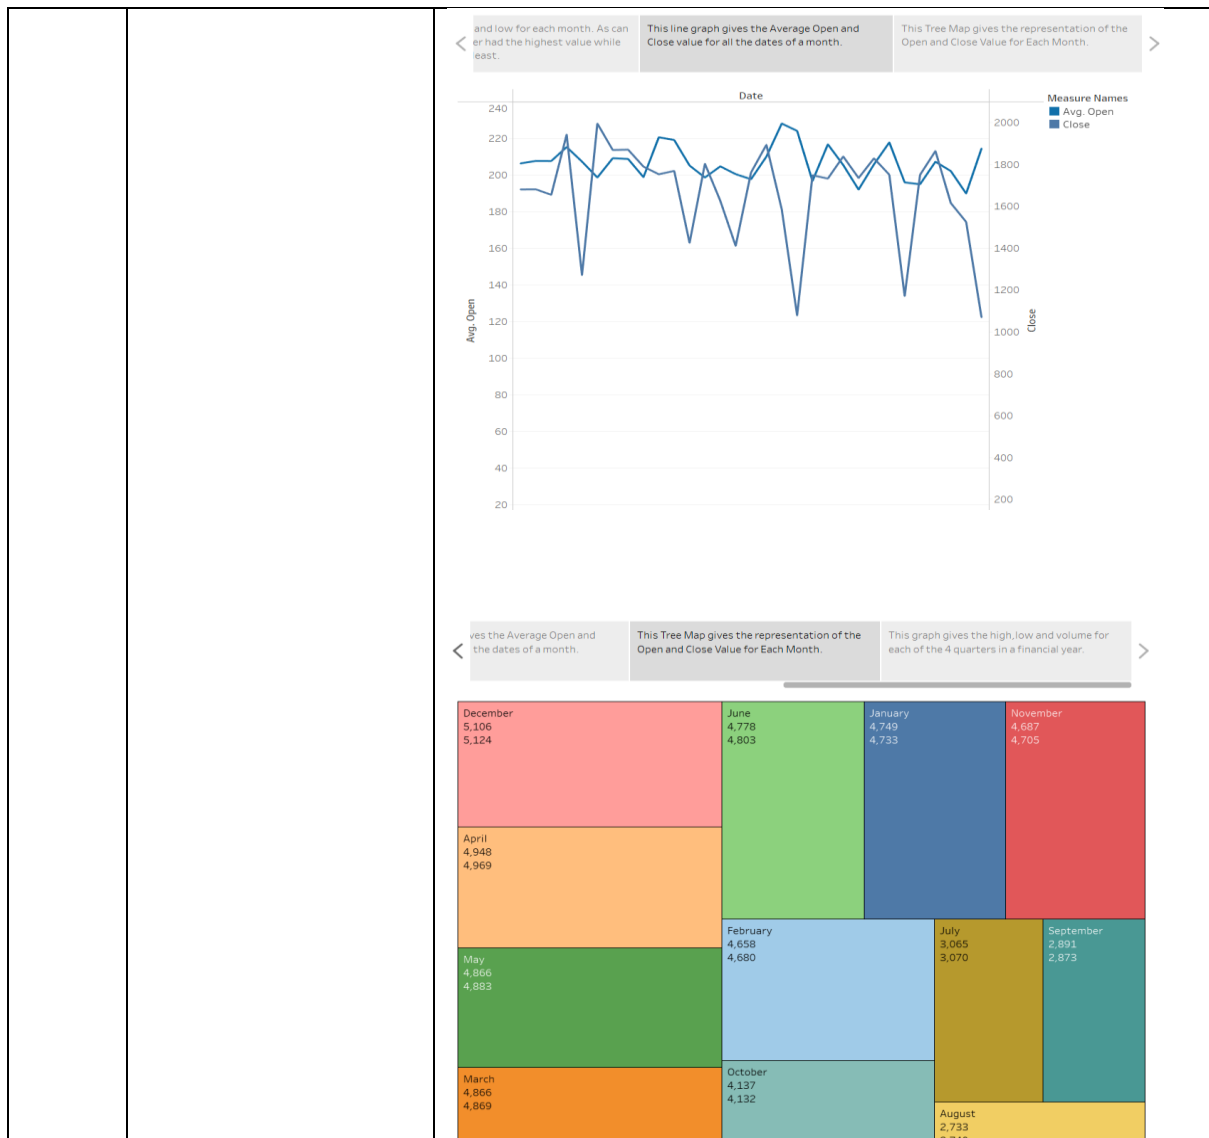 and low for each month. As can
er had the highest value while
east.
This line graph gives the Average Open and
Close value for all the dates of a month.
This Tree Map gives the representation of the
Open and Close Value for Each Month.
Date
Measure Names
Avg. Open
Close
240
220
200
180
160
140
120
100
80
60
40
20
Avg. Open
2000
1800
1600
1400
1200
1000
800
600
400
200
Close
ves the Average Open and
the dates of a month.
This Tree Map gives the representation of the
Open and Close Value for Each Month.
This graph gives the high,low and volume for
each of the 4 quarters in a financial year.
December
5,106
5,124
April
4,948
4,969
May
4,866
4,883
March
4,866
4,869
June
4,778
4,803
January
4,749
4,733
November
4,687
4,705
February
4,658
4,680
October
4,137
4,132
July
3,065
3,070
September
2,891
2,873
August
2,733